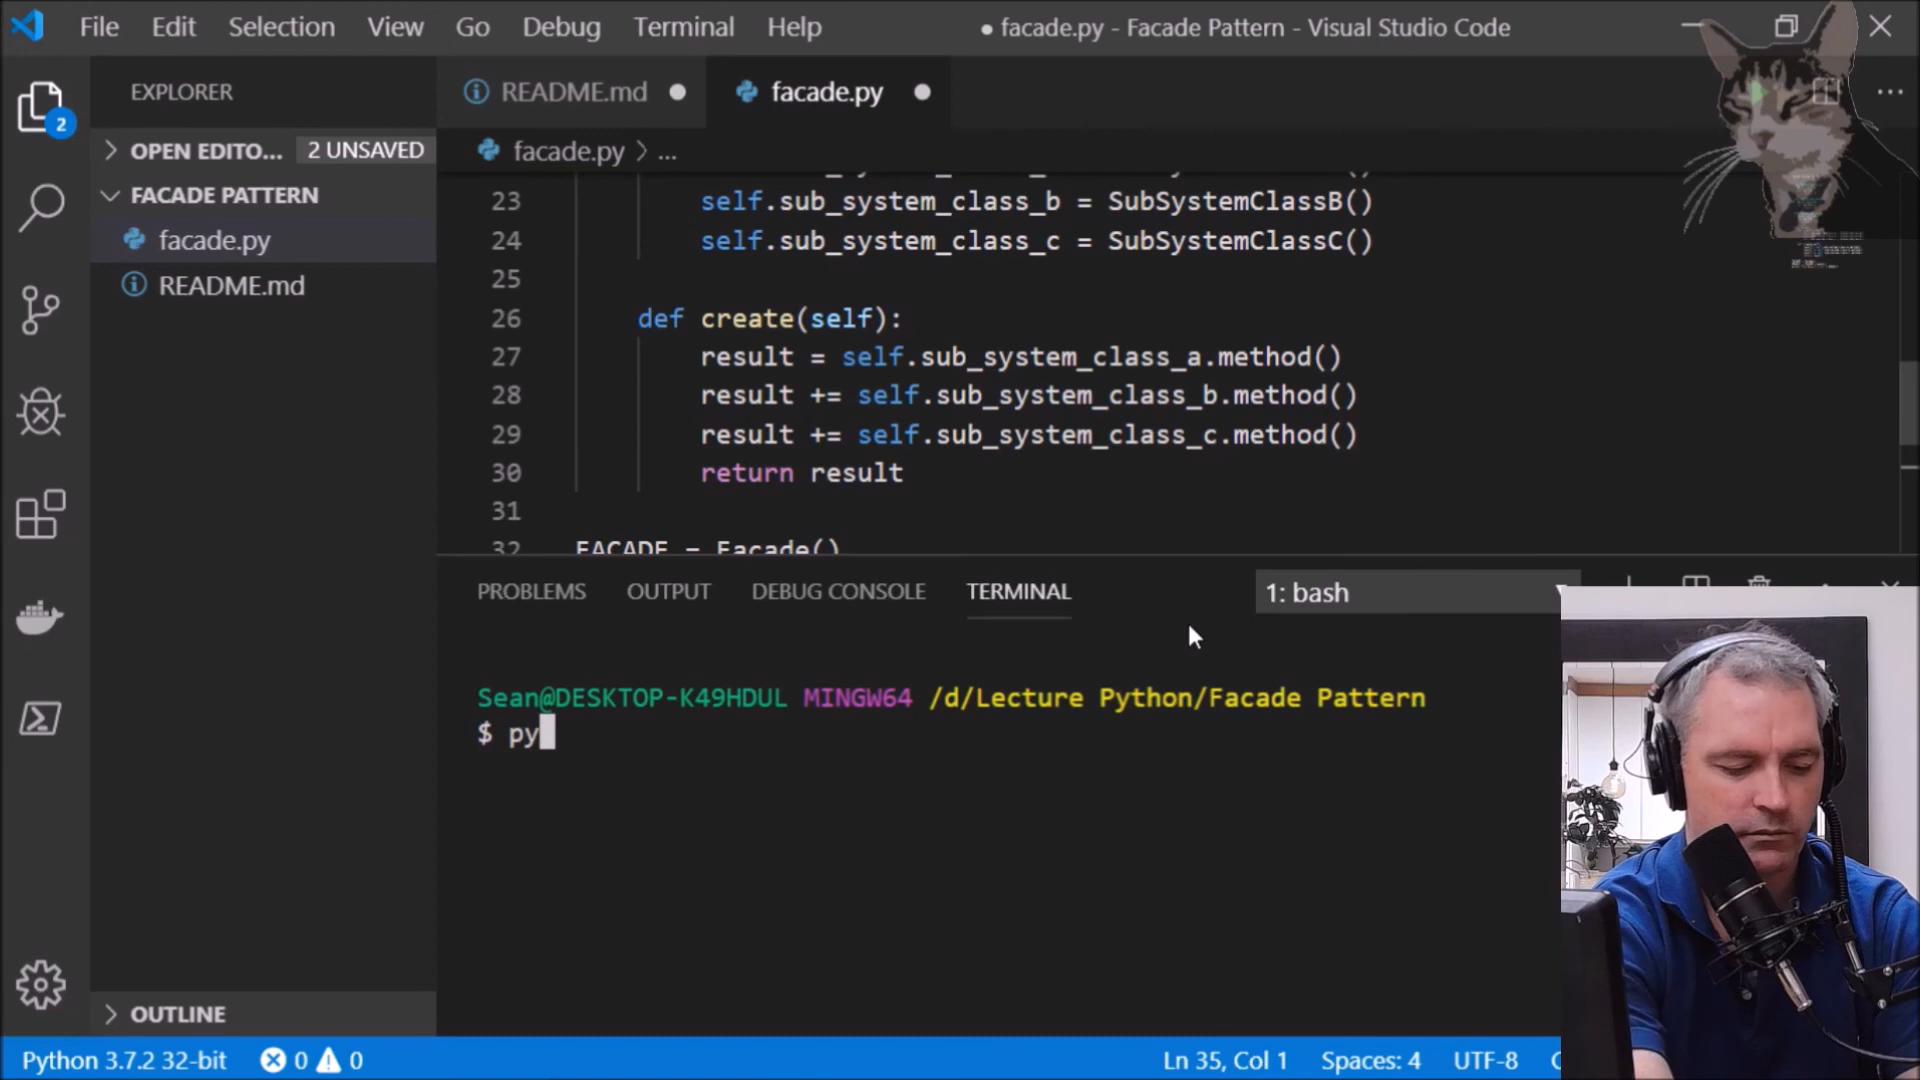 File Edit Selection View Go Debug Terminal Help
● facade.py - Facade Pattern - Visual Studio Code
EXPLORER
README.md
facade.py
OPEN EDITO... 2 UNSAVED
facade.py > ...
FACADE PATTERN
facade.py
README.md
2
23 self.sub_system_class_b = SubSystemClassB()
24 self.sub_system_class_c = SubSystemClassC()
25
26 def create(self):
27 result = self.sub_system_class_a.method()
28 result += self.sub_system_class_b.method()
29 result += self.sub_system_class_c.method()
30 return result
31
32 FACADE = Facade()
PROBLEMS OUTPUT DEBUG CONSOLE TERMINAL 1: bash
Sean@DESKTOP-K49HDUL MINGW64 /d/Lecture Python/Facade Pattern
$ py
OUTLINE
Python 3.7.2 32-bit 0 0 Ln 35, Col 1 Spaces: 4 UTF-8